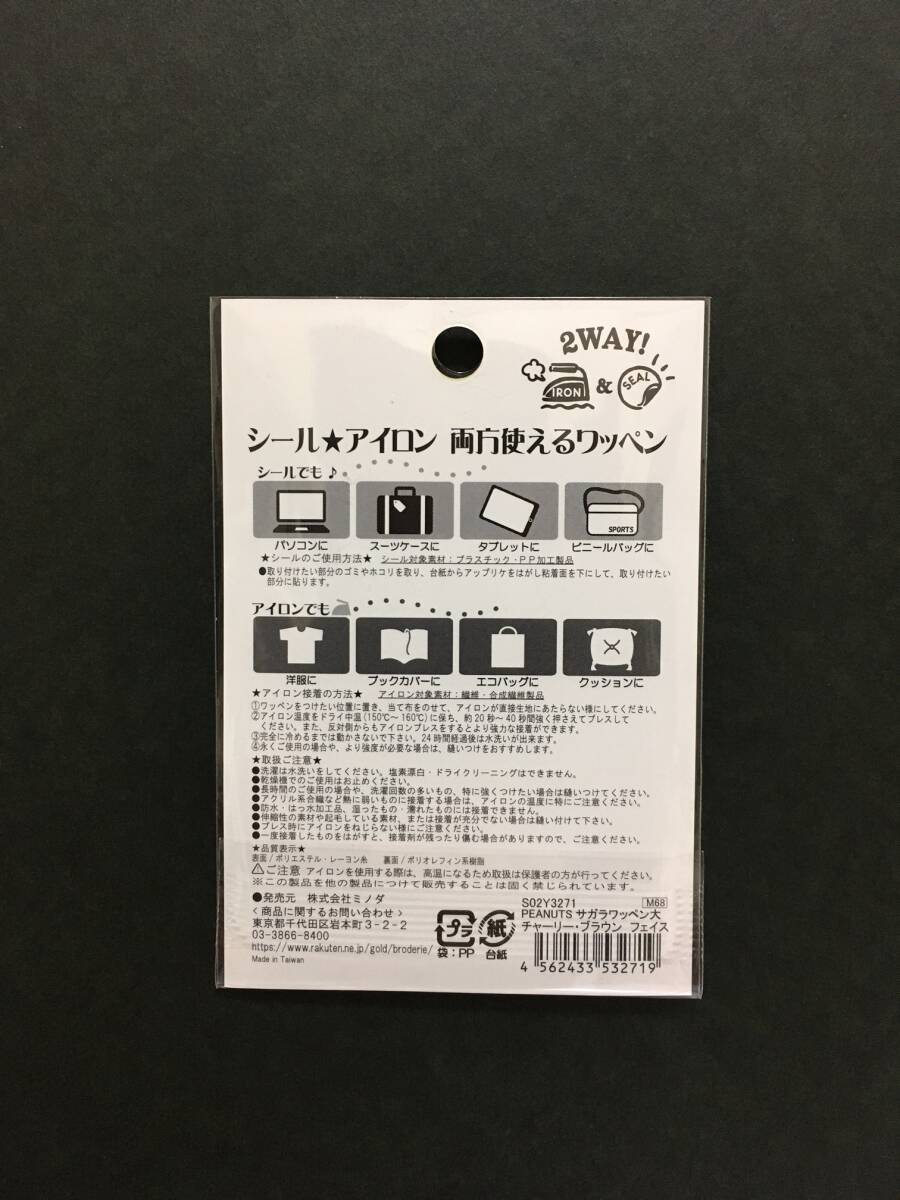 2WAY!
IRON & SEAL
シール★アイロン 両方使えるワッペン
シールでも♪
SPORTS
パソコンに スーツケースに タブレットに ビニールバッグに
★シールのご使用方法★ シール対象素材：プラスチック・ＰＰ加工製品
●取り付けたい部分のゴミやホコリを取り、台紙からアップリケをはがし粘着面を下にして、取り付けたい
部分に貼ります。
アイロンでも
洋服に ブックカバーに エコバッグに クッションに
★アイロン接着の方法★ アイロン対象素材：繊維・合成繊維製品
①ワッペンをつけたい位置に置き、当て布をのせて、アイロンが直接生地にあたらない様にしてください。
②アイロン温度をドライ中温（150℃～160℃）に保ち、約20秒～40秒間強く押さえてプレスして
ください。また、反対側からもアイロンプレスをするとより強力な接着ができます。
③完全に冷めるまでは動かさないで下さい。24時間経過後は水洗いが出来ます。
④永くご使用の場合や、より強度が必要な場合は、縫いつけをおすすめします。
★取扱ご注意★
●洗濯は水洗いをしてください。塩素漂白・ドライクリーニングはできません。
●乾燥機でのご使用はお止めください。
●長時間のご使用の場合や、洗濯回数の多いもの、特に強くつけたい場合は縫いつけてください。
●アクリル系合繊など熱に弱いものに接着する場合は、アイロンの温度に特にご注意ください。
●防水・はっ水加工品、湿ったもの・濡れたものには接着できません。
●伸縮性の素材や起毛している素材、または接着が充分でない場合は縫い付けて下さい。
●プレス時にアイロンをねじらない様にご注意ください。
●一度接着したものをはがすと、接着剤が残ったり傷む場合がありますので、ご注意ください。
★品質表示★
表面/ポリエステル・レーヨン糸 裏面/ポリオレフィン系樹脂
⚠ご注意 アイロンを使用する際は、高温になるため取扱は保護者の方が行ってください。
※この製品を他の製品につけて販売することは固く禁じられています。
●発売元 株式会社ミノダ
〈商品に関するお問い合わせ〉
東京都千代田区岩本町３-２-２
03-3866-8400
https://www.rakuten.ne.jp/gold/broderie/
Made in Taiwan
プラ 紙
袋：PP 台紙
S02Y3271 M68
PEANUTS サガラワッペン大
チャーリー・ブラウン フェイス
4 562433 532719